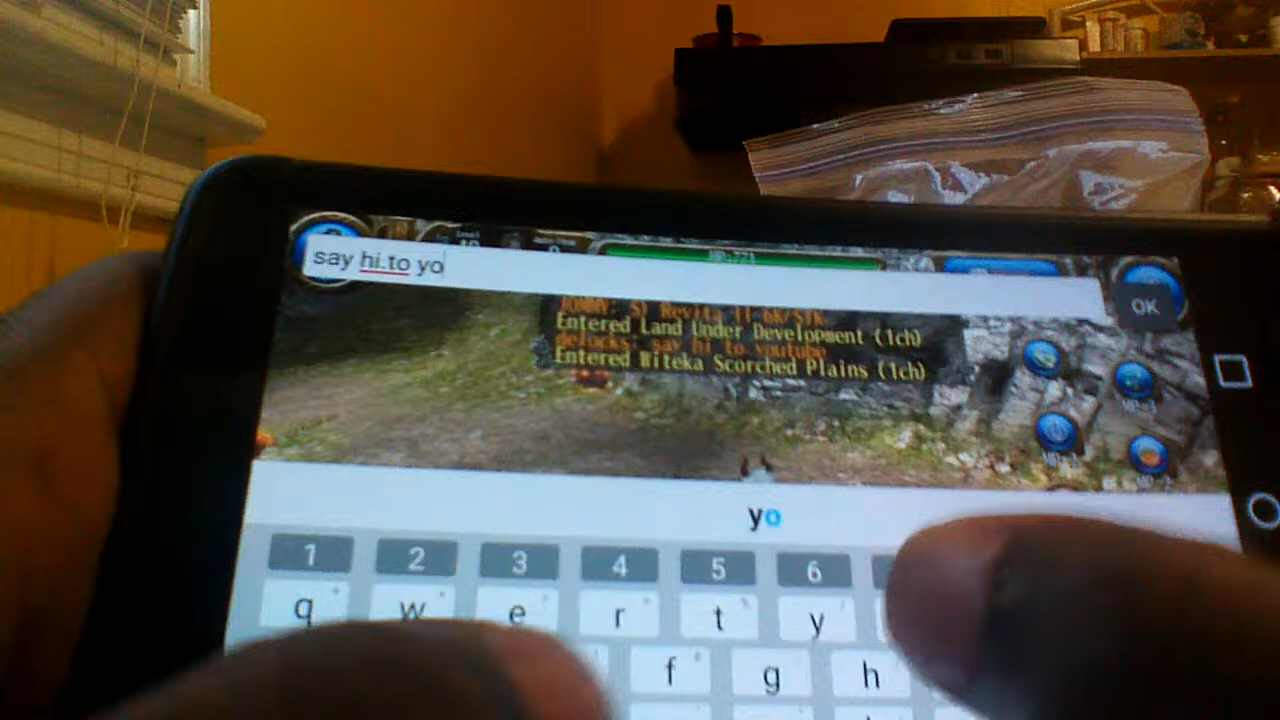 say hi.to yo
OK
Entered Land Under Development (1ch)
delocks: say hi to youtube
Entered Witeka Scorched Plains (1ch)
yo
1 2 3 4 5 6
q w e r t y
f g h